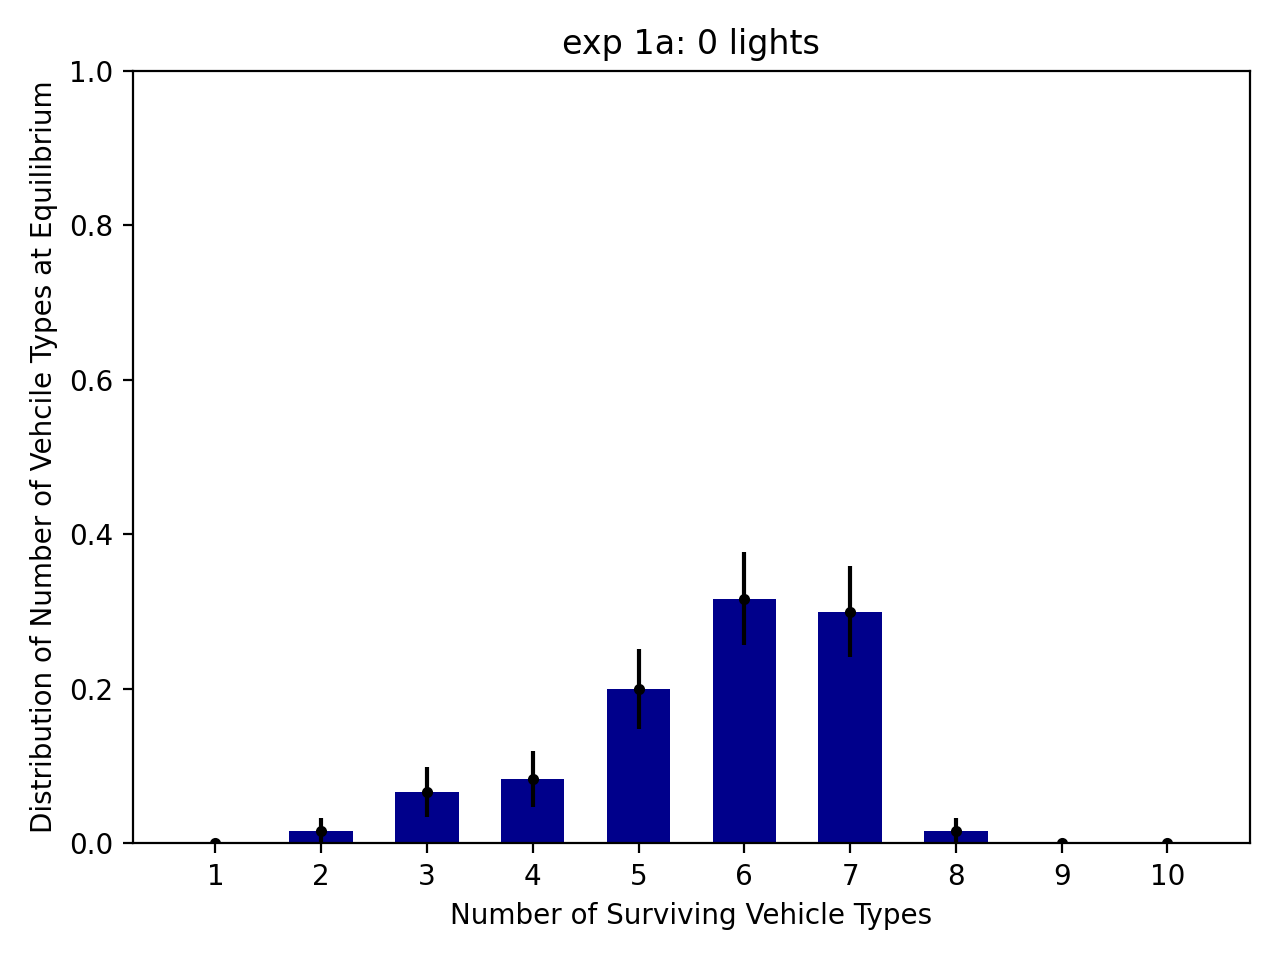 exp 1a: 0 lights
Distribution of Number of Vehcile Types at Equilibrium
1.0
0.8
0.6
0.4
0.2
0.0
1 2 3 4 5 6 7 8 9 10
Number of Surviving Vehicle Types